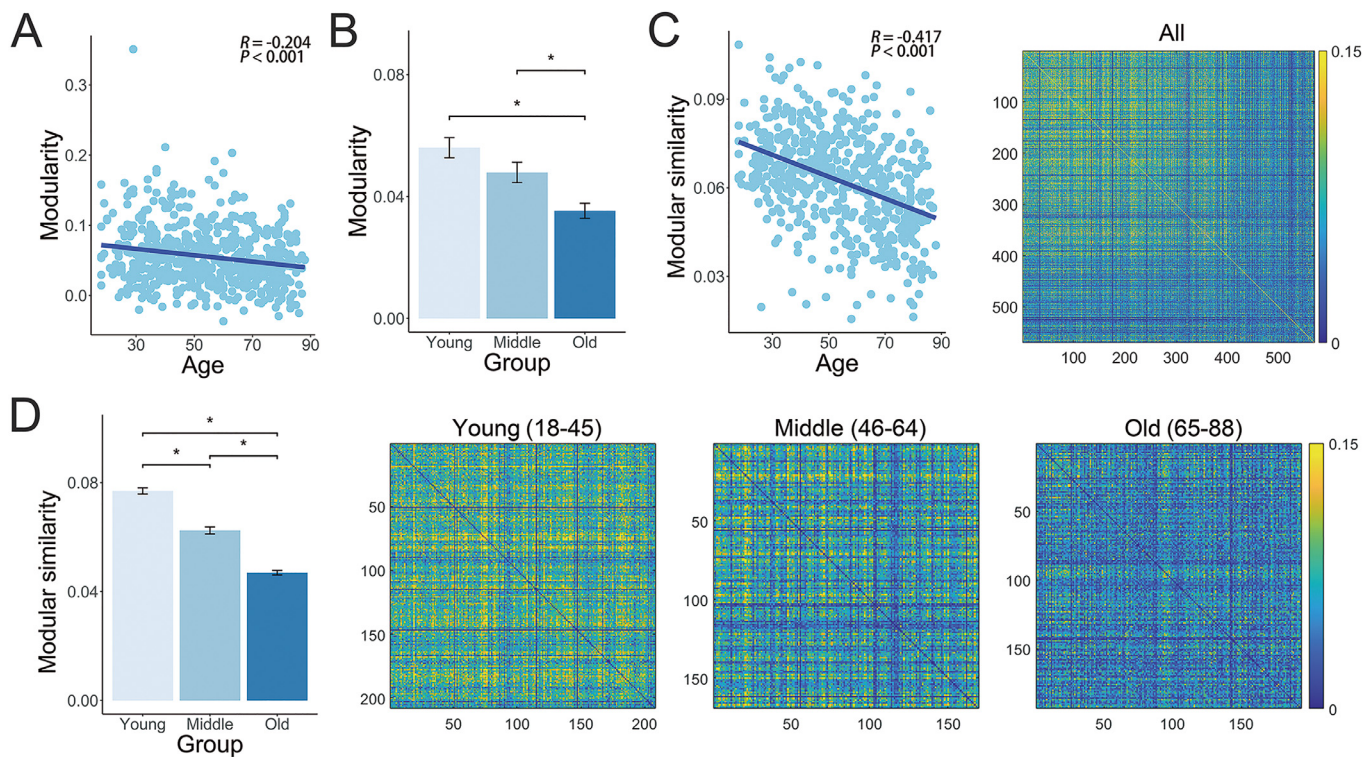 A
R = -0.204
P < 0.001
Modularity
0.3
0.2
0.1
0.0
30
50
70
90
Age
B
Modularity
0.08
0.04
0.00
*
*
Young
Middle
Old
Group
C
R = -0.417
P < 0.001
Modular similarity
0.09
0.06
0.03
30
50
70
90
Age
All
100
200
300
400
500
100
200
300
400
500
0.15
0
D
Modular similarity
0.08
0.04
0.00
*
*
*
Young
Middle
Old
Group
Young (18-45)
50
100
150
200
50
100
150
200
Middle (46-64)
50
100
150
50
100
150
Old (65-88)
50
100
150
50
100
150
0.15
0